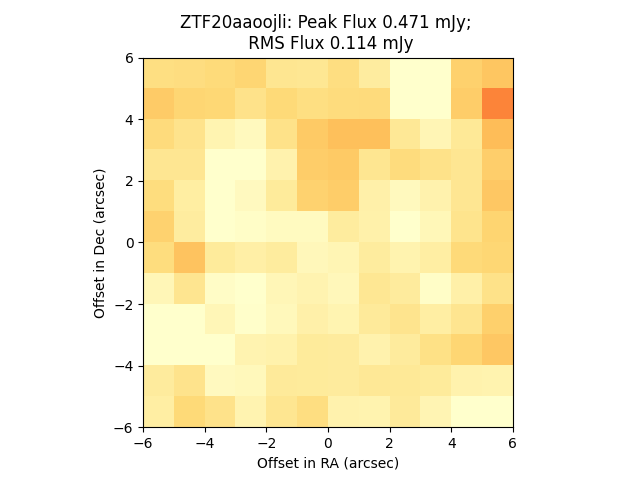 ZTF20aaoojli: Peak Flux 0.471 mJy;
RMS Flux 0.114 mJy
6
4
2
0
−2
−4
−6
Offset in Dec (arcsec)
−6 −4 −2 0 2 4 6
Offset in RA (arcsec)